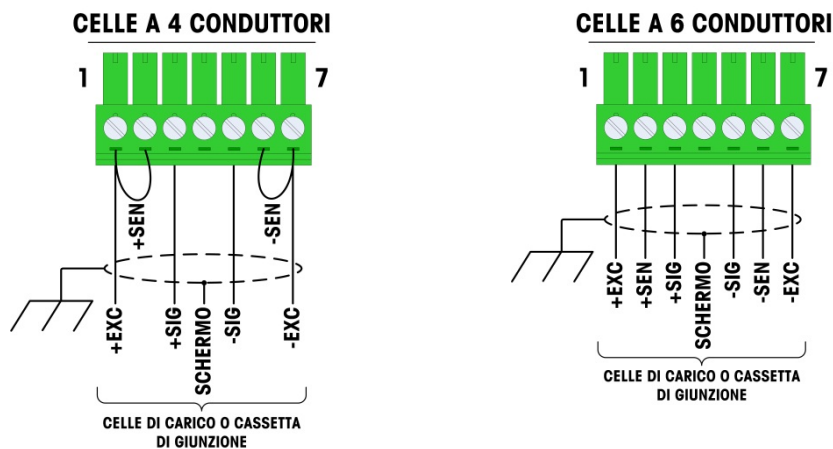 CELLE A 4 CONDUTTORI
1
7
+SEN
-SEN
+EXC
+SIG
SCHERMO
-SIG
-EXC
CELLE DI CARICO O CASSETTA
DI GIUNZIONE
CELLE A 6 CONDUTTORI
1
7
+EXC
+SEN
+SIG
SCHERMO
-SIG
-SEN
-EXC
CELLE DI CARICO O CASSETTA
DI GIUNZIONE